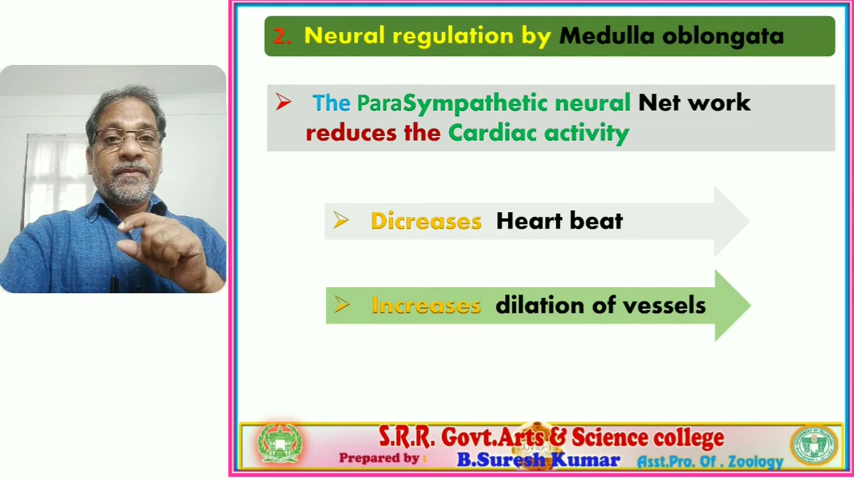 2. Neural regulation by Medulla oblongata
The ParaSympathetic neural Net work
reduces the Cardiac activity
Dicreases Heart beat
Increases dilation of vessels
S.R.R. Govt.Arts & Science college
Prepared by : B.Suresh Kumar Asst.Pro. Of . Zoology